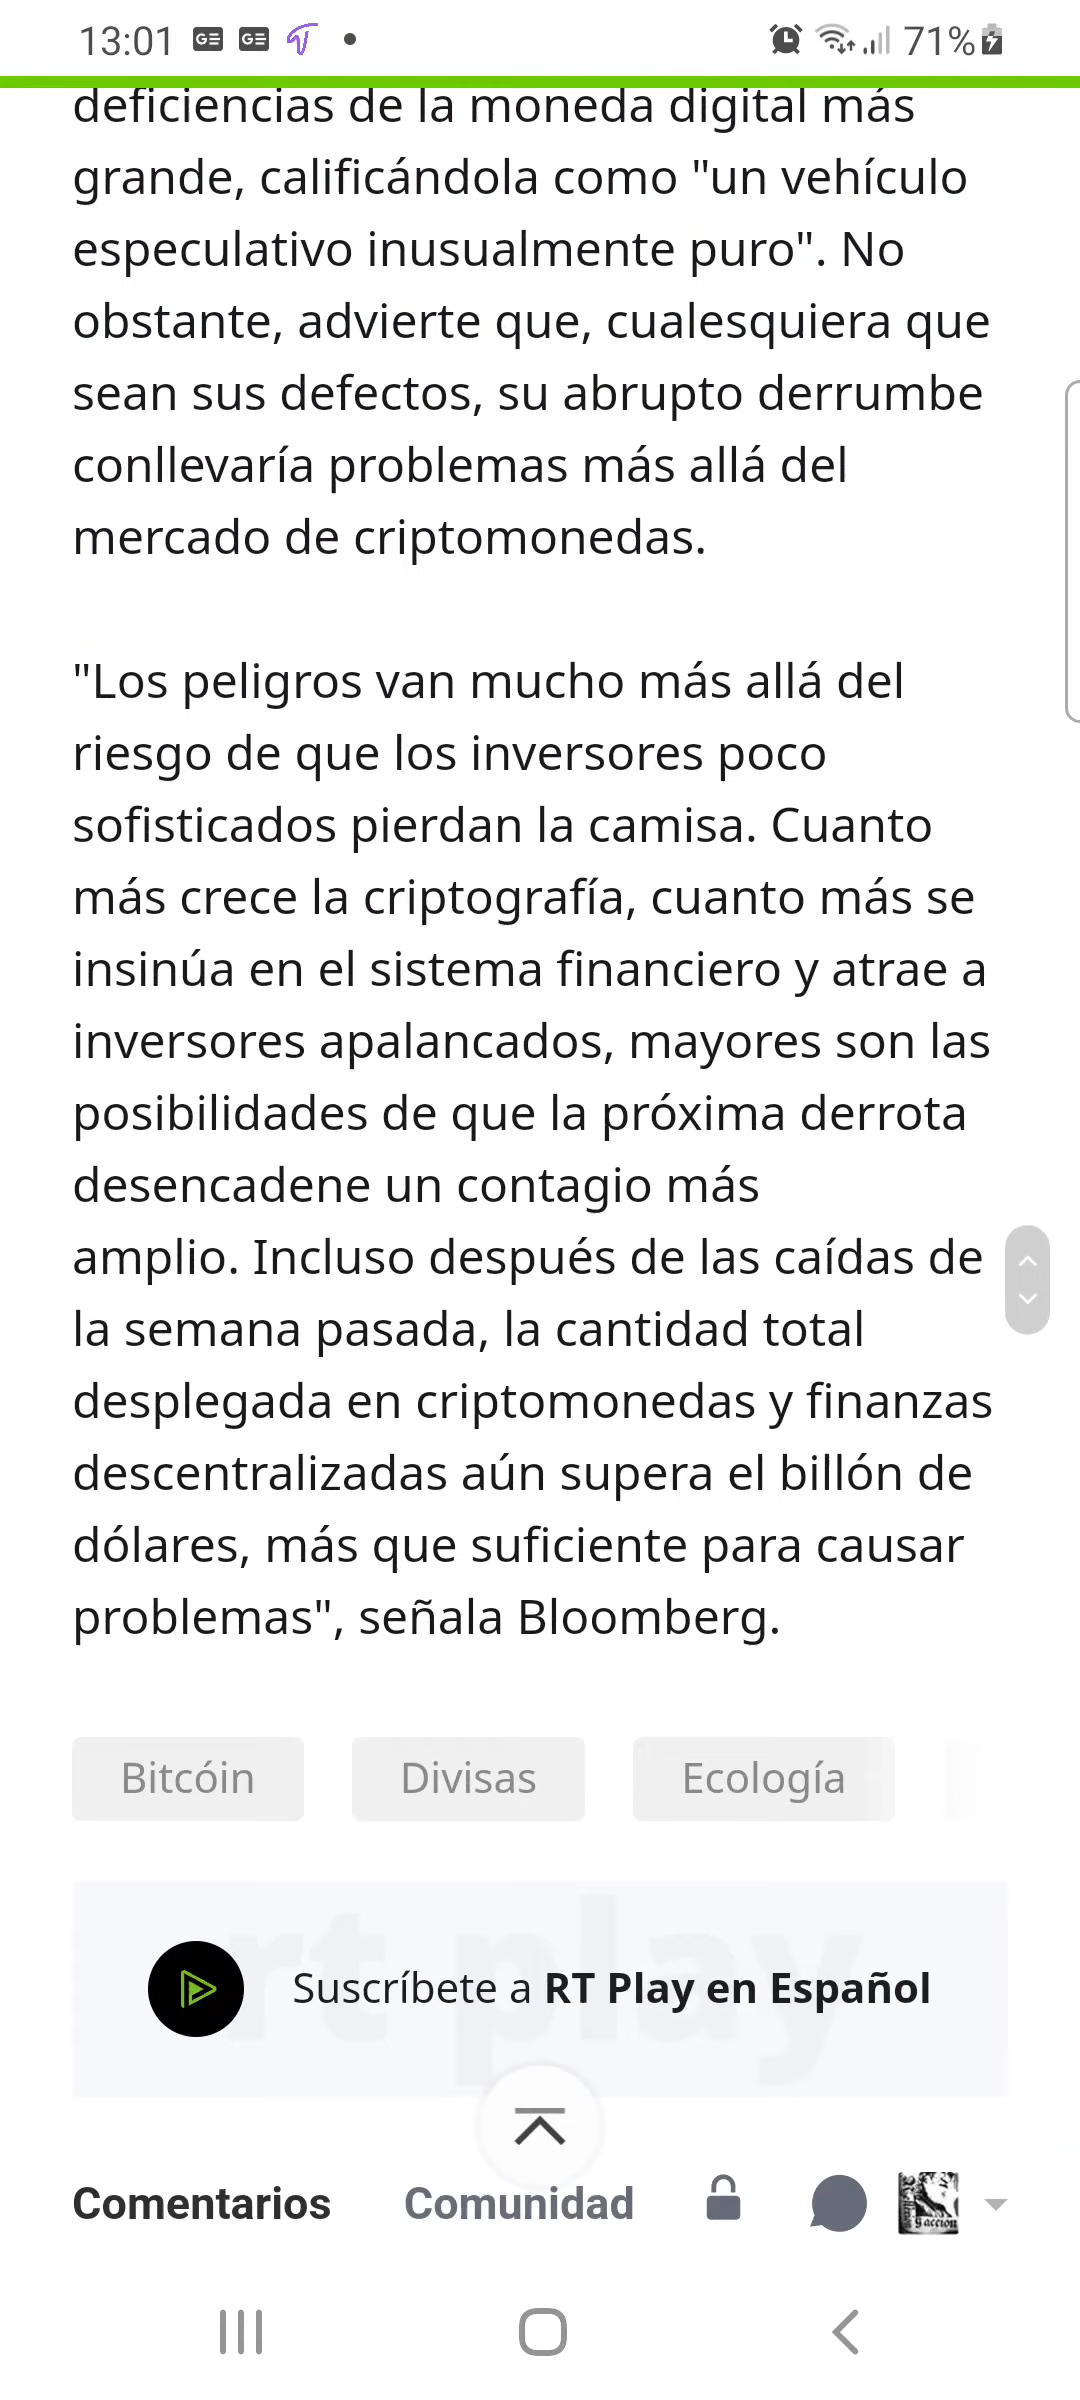 13:01
71%
deficiencias de la moneda digital más
grande, calificándola como "un vehículo
especulativo inusualmente puro". No
obstante, advierte que, cualesquiera que
sean sus defectos, su abrupto derrumbe
conllevaría problemas más allá del
mercado de criptomonedas.
"Los peligros van mucho más allá del
riesgo de que los inversores poco
sofisticados pierdan la camisa. Cuanto
más crece la criptografía, cuanto más se
insinúa en el sistema financiero y atrae a
inversores apalancados, mayores son las
posibilidades de que la próxima derrota
desencadene un contagio más
amplio. Incluso después de las caídas de
la semana pasada, la cantidad total
desplegada en criptomonedas y finanzas
descentralizadas aún supera el billón de
dólares, más que suficiente para causar
problemas", señala Bloomberg.
Bitcóin Divisas Ecología
rt play
Suscríbete a RT Play en Español
Comentarios Comunidad